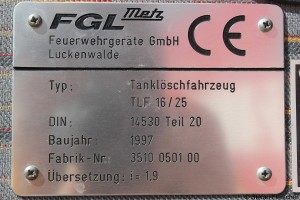 FGL Metz
Feuerwehrgeräte GmbH
Luckenwalde
CE
Typ: Tanklöschfahrzeug
TLF 16/25
DIN: 14530 Teil 20
Baujahr 1997
Fabrik-Nr. 3510 0501 00
Übersetzung: i= 1,9